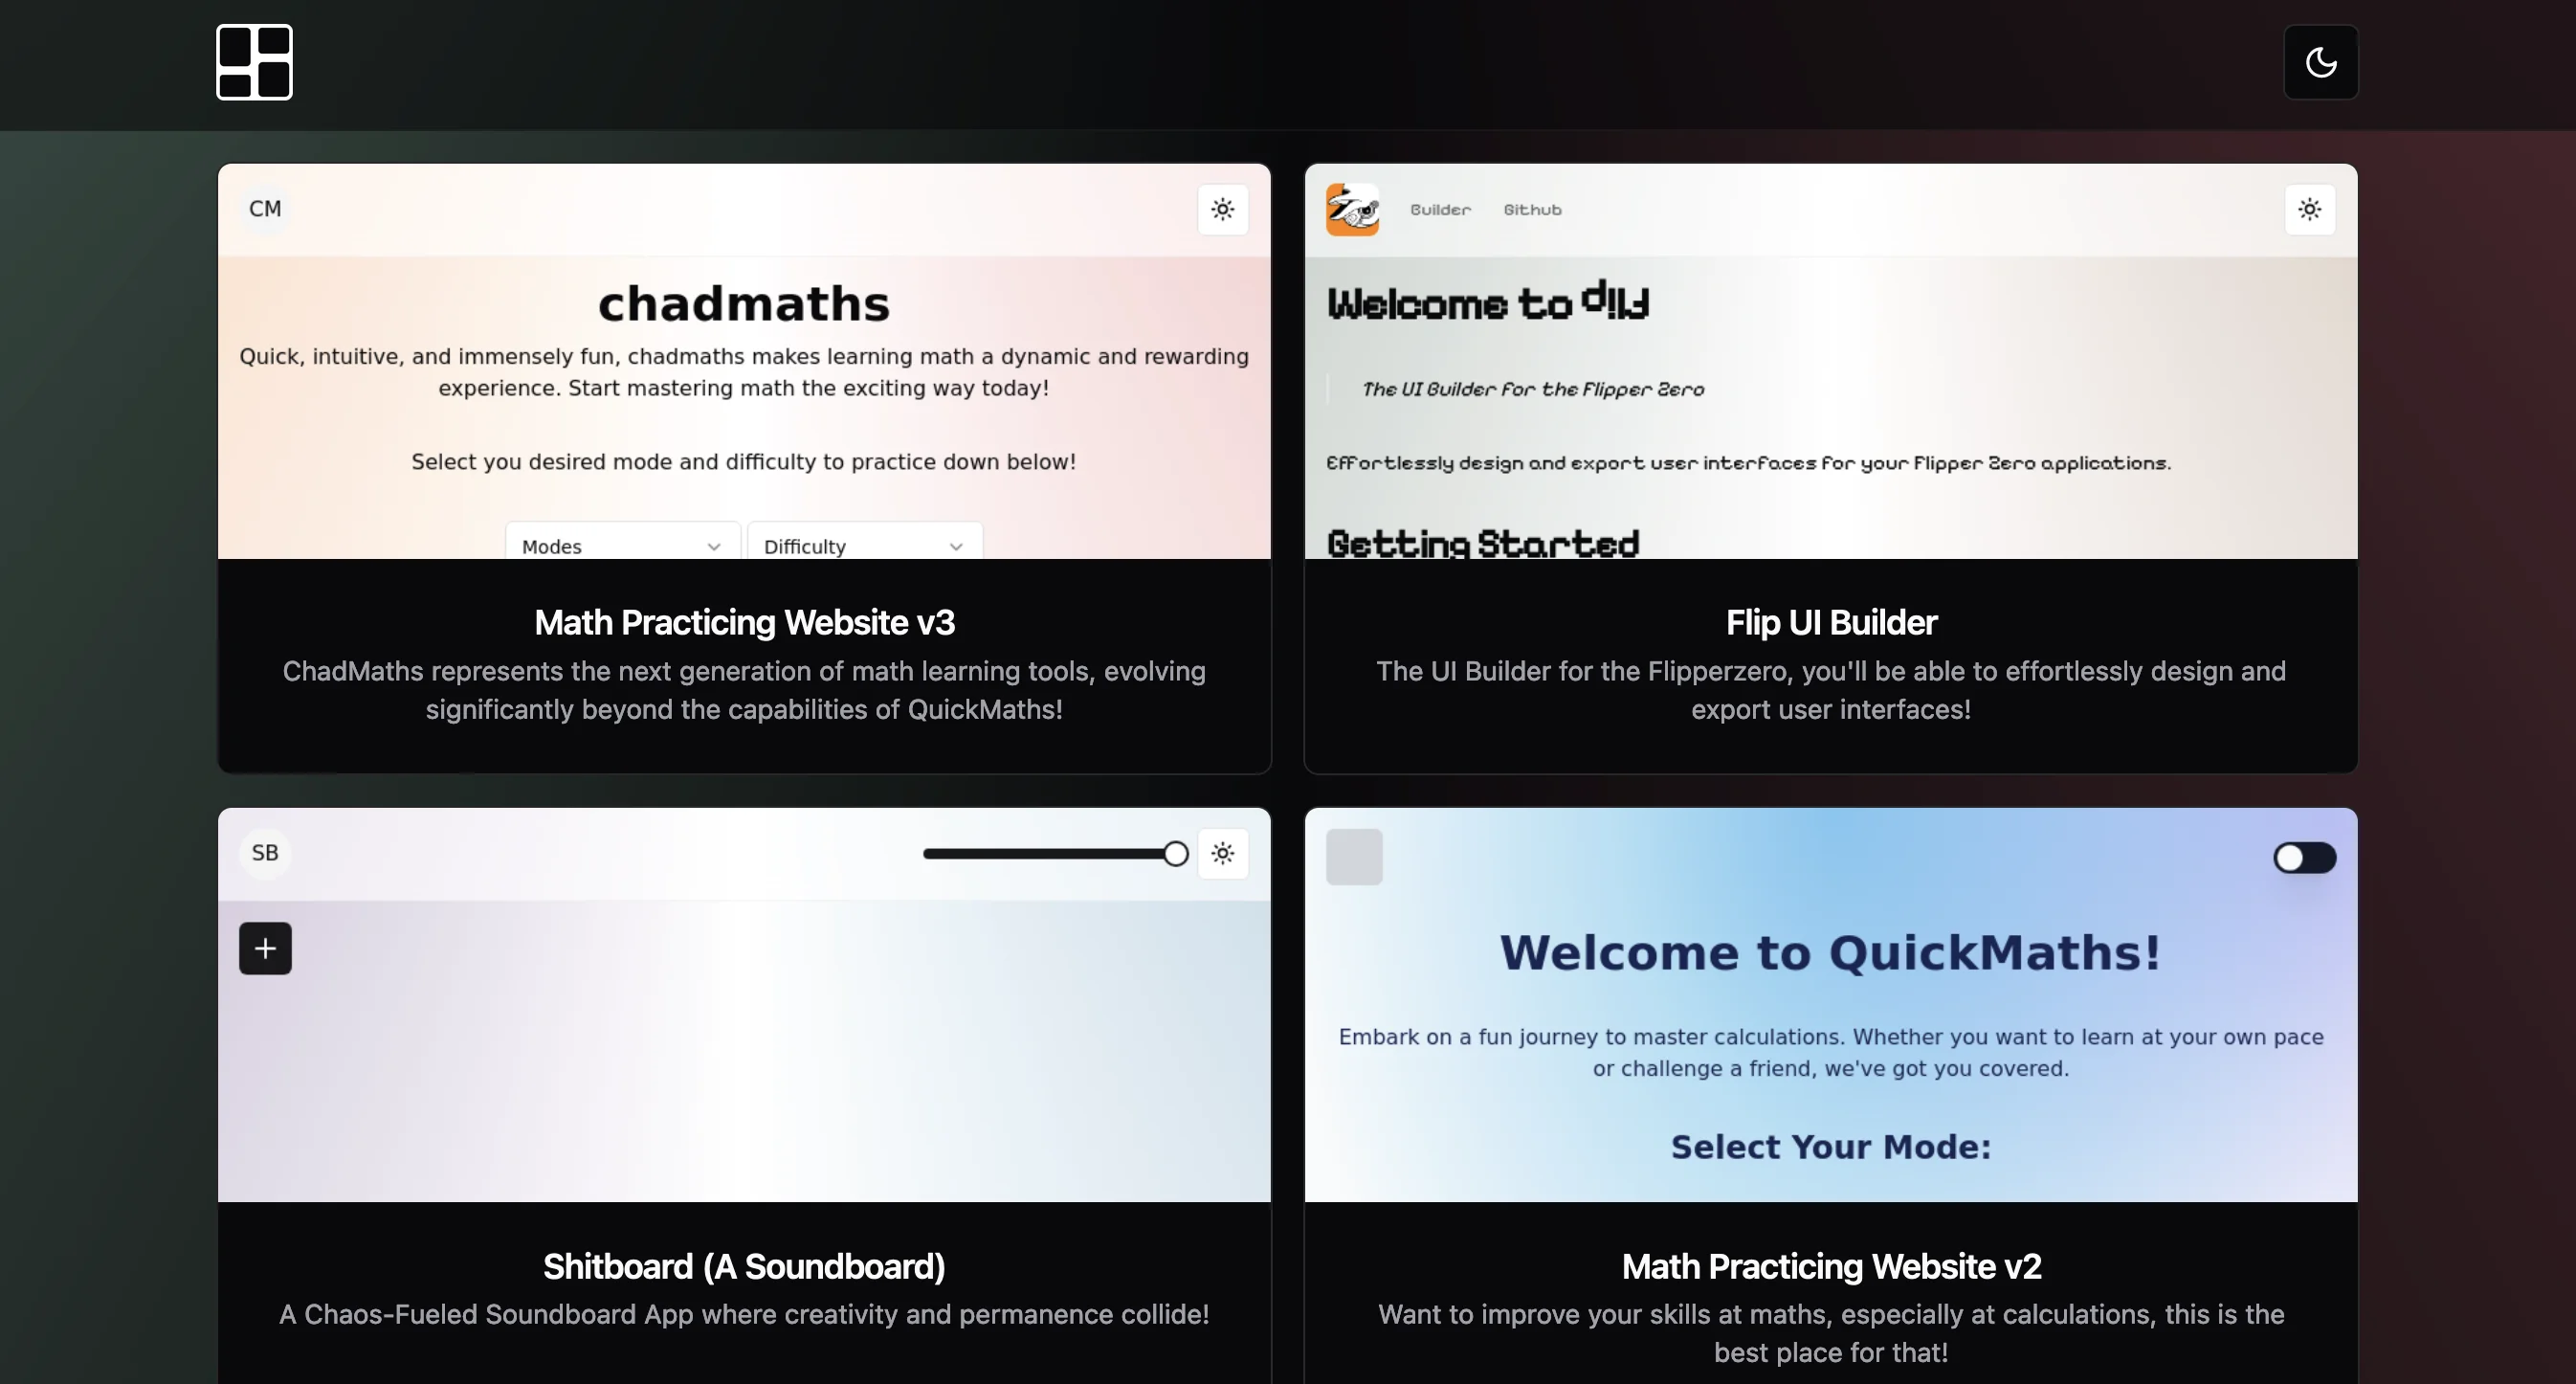 CM
chadmaths
Quick, intuitive, and immensely fun, chadmaths makes learning math a dynamic and rewarding
experience. Start mastering math the exciting way today!
Select you desired mode and difficulty to practice down below!
Modes
Difficulty
Math Practicing Website v3
ChadMaths represents the next generation of math learning tools, evolving
significantly beyond the capabilities of QuickMaths!
Builder
Github
Welcome to Flip
The UI Builder for the Flipper Zero
Effortlessly design and export user interfaces for your Flipper Zero applications.
Getting Started
Flip UI Builder
The UI Builder for the Flipperzero, you'll be able to effortlessly design and
export user interfaces!
SB
Shitboard (A Soundboard)
A Chaos-Fueled Soundboard App where creativity and permanence collide!
Welcome to QuickMaths!
Embark on a fun journey to master calculations. Whether you want to learn at your own pace
or challenge a friend, we've got you covered.
Select Your Mode:
Math Practicing Website v2
Want to improve your skills at maths, especially at calculations, this is the
best place for that!